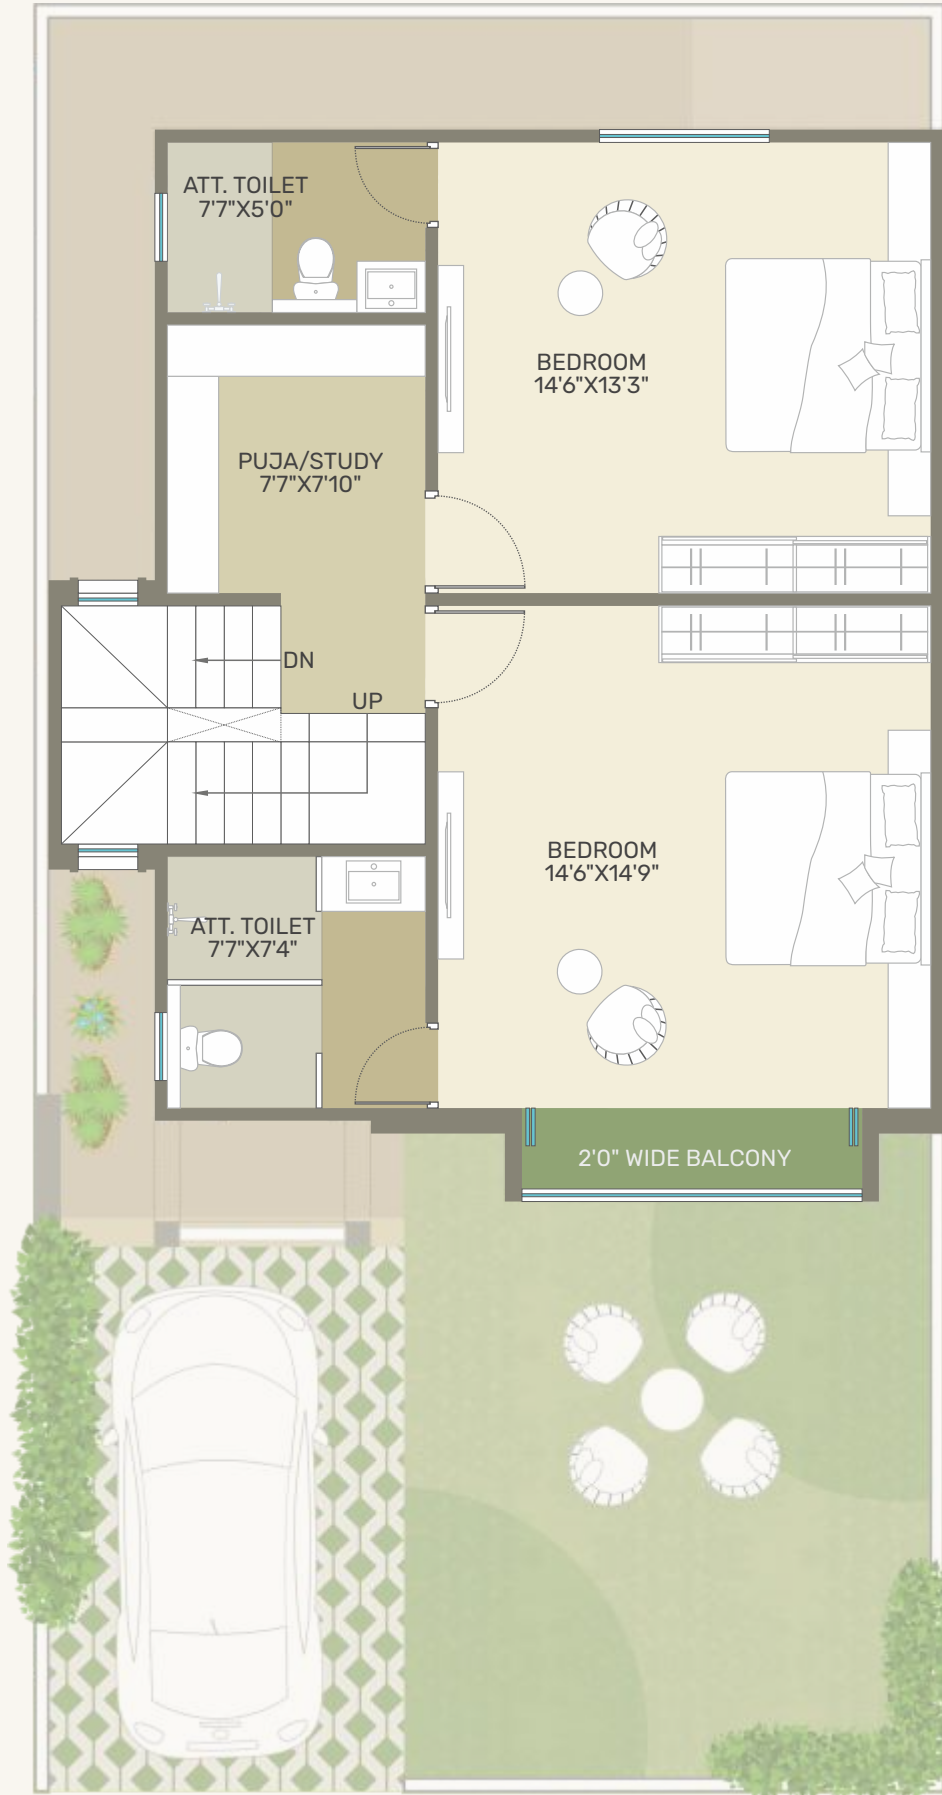 ATT. TOILET
7'7"X5'0"
BEDROOM
14'6"X13'3"
PUJA/STUDY
7'7"X7'10"
DN
UP
BEDROOM
14'6"X14'9"
ATT. TOILET
7'7"X7'4"
2'0" WIDE BALCONY